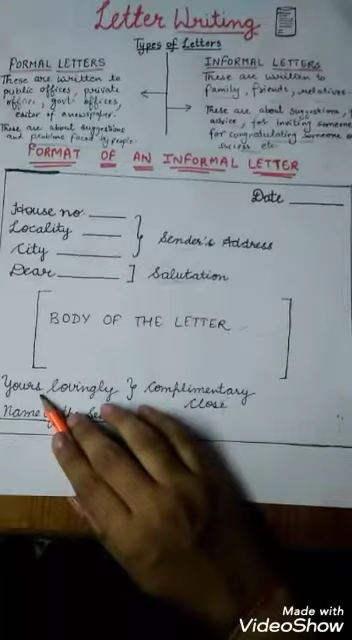 Letter Writing
Types of Letters
FORMAL LETTERS
These are written to
public offices, private
offices, govt. offices,
editor of a newspaper.
These are about suggestions
and problems faced by people.
INFORMAL LETTERS
These are written to
family, friends, relatives.
These are about suggestions,
advice, for inviting someone
for congratulating someone on
success etc.
FORMAT OF AN INFORMAL LETTER
Date
House no.
Locality
City
Sender's Address
Dear
Salutation
BODY OF THE LETTER
Yours lovingly
Complimentary
Close
Name of the
Made with
VideoShow